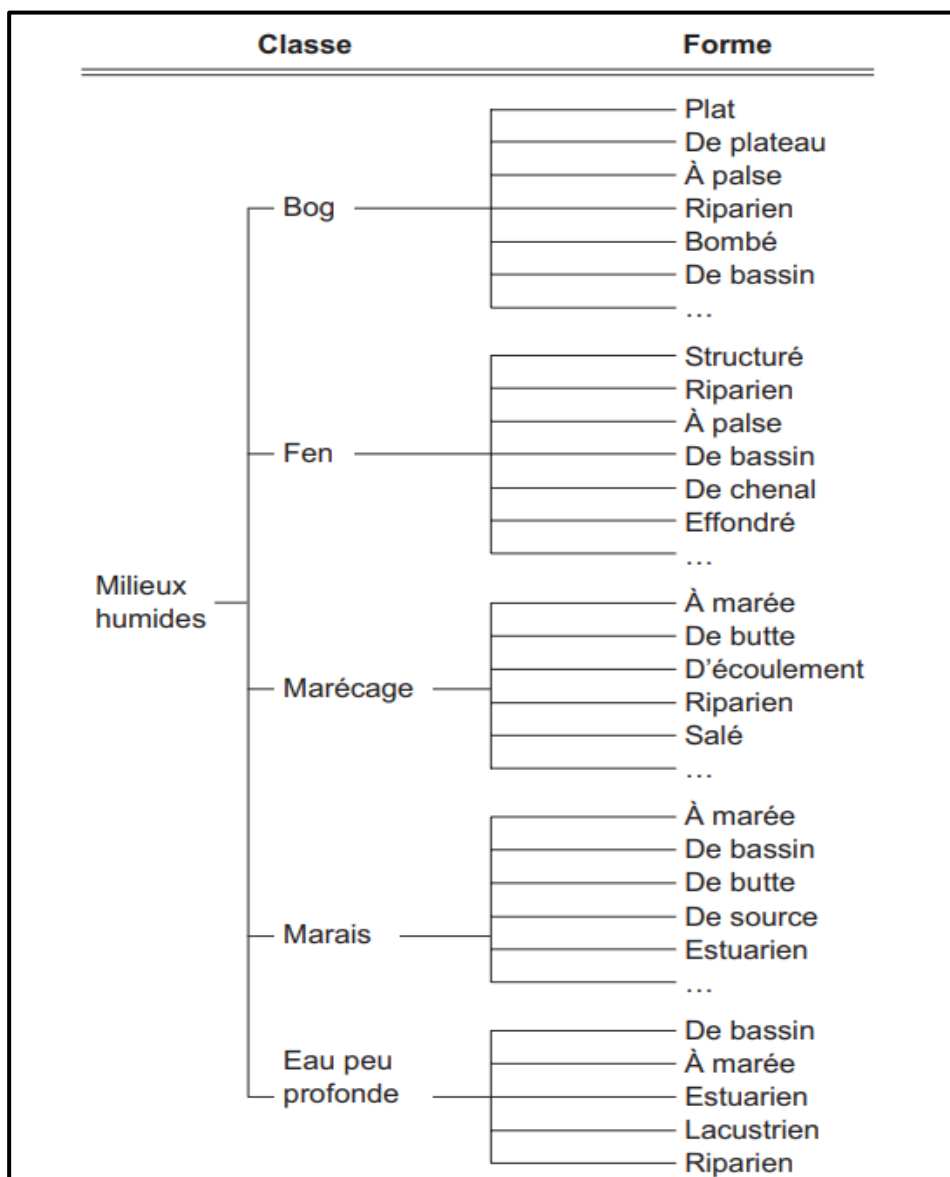 Classe Forme
Plat
De plateau
À palse
Bog Riparien
Bombé
De bassin
…
Structuré
Riparien
À palse
Fen De bassin
De chenal
Effondré
…
Milieux
humides
À marée
De butte
D'écoulement
Marécage Riparien
Salé
…
À marée
De bassin
De butte
De source
Marais Estuarien
…
De bassin
Eau peu
profonde
À marée
Estuarien
Lacustrien
Riparien